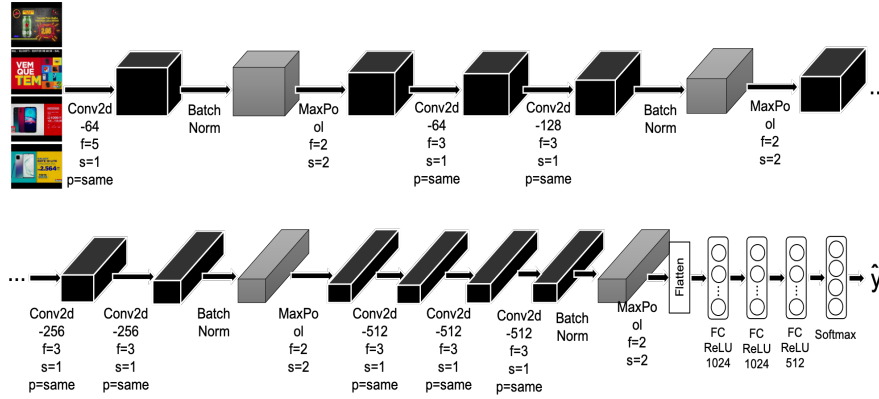 VEM
QUE
TEM
2.564
Conv2d
-64
f=5
s=1
p=same
Batch
Norm
MaxPo
ol
f=2
s=2
Conv2d
-64
f=3
s=1
p=same
Conv2d
-128
f=3
s=1
p=same
Batch
Norm
MaxPo
ol
f=2
s=2
...
...
Conv2d
-256
f=3
s=1
p=same
Conv2d
-256
f=3
s=1
p=same
Batch
Norm
MaxPo
ol
f=2
s=2
Conv2d
-512
f=3
s=1
p=same
Conv2d
-512
f=3
s=1
p=same
Conv2d
-512
f=3
s=1
p=same
Batch
Norm
MaxPo
ol
f=2
s=2
Flatten
FC
ReLU
1024
FC
ReLU
1024
FC
ReLU
512
Softmax
ŷ